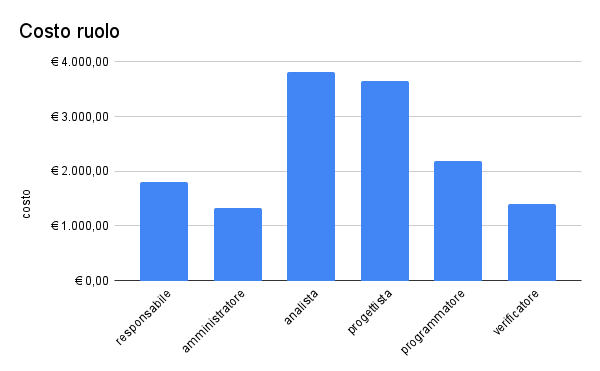 Costo ruolo
€ 4.000,00
€ 3.000,00
€ 2.000,00
€ 1.000,00
€ 0,00
costo
responsabile
amministratore
analista
progettista
programmatore
verificatore